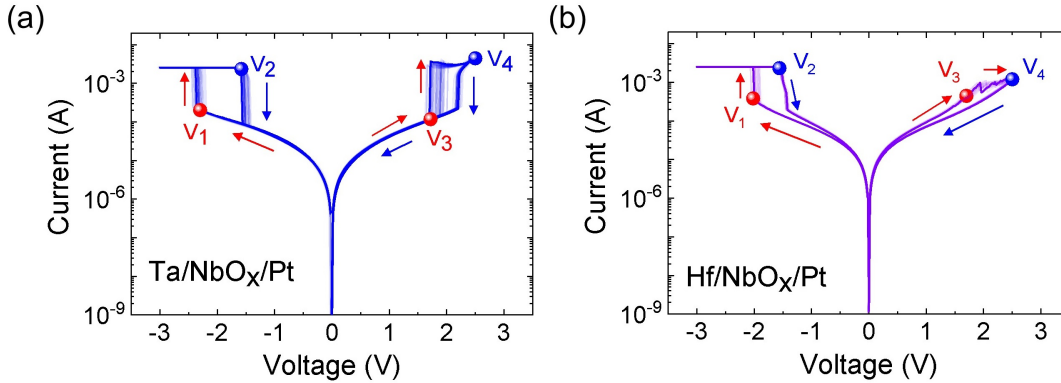 (a)
Current (A)
10-3
10-6
10-9
V1
V2
V3
V4
Ta/NbOx/Pt
-3 -2 -1 0 1 2 3
Voltage (V)
(b)
Current (A)
10-3
10-6
10-9
V1
V2
V3
V4
Hf/NbOx/Pt
-3 -2 -1 0 1 2 3
Voltage (V)